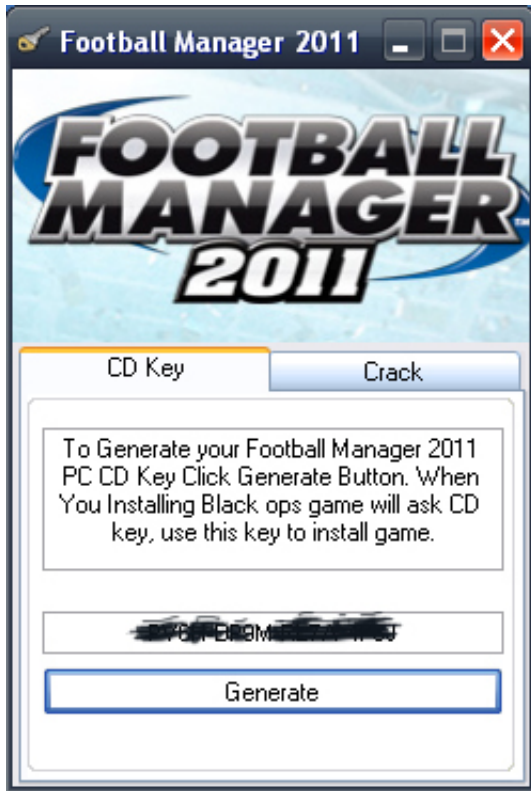 Football Manager 2011
FOOTBALL
MANAGER
2011
CD Key
Crack
To Generate your Football Manager 2011
PC CD Key Click Generate Button. When
You Installing Black ops game will ask CD
key, use this key to install game.
Generate